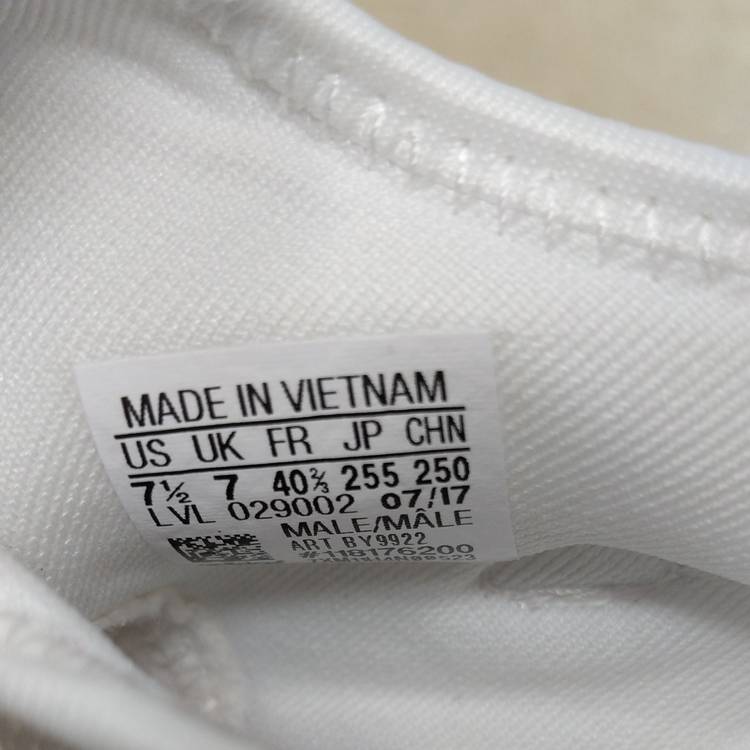 MADE IN VIETNAM
US UK FR JP CHN
7½ 7 40⅔ 255 250
LVL 029002 07/17
MALE/MÂLE
ART BY9922
#118176200